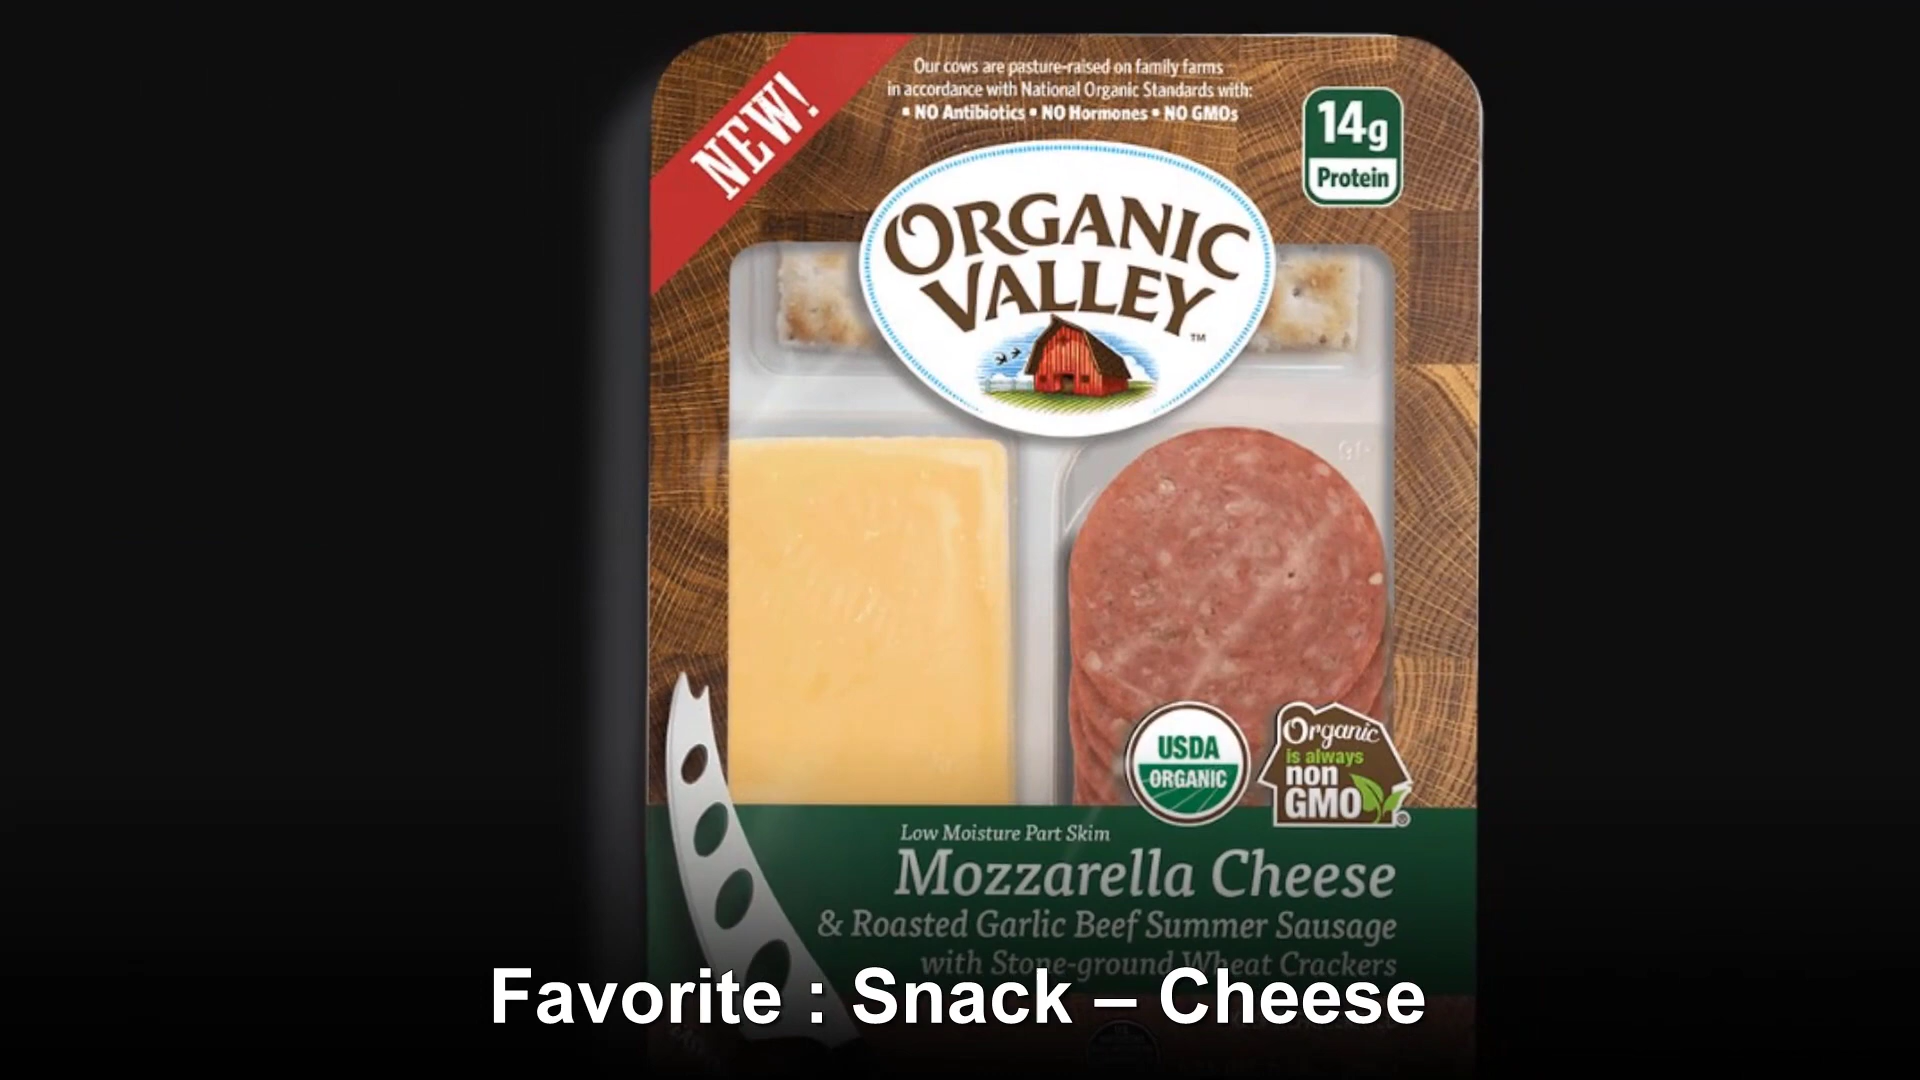 NEW!
Our cows are pasture-raised on family farms
in accordance with National Organic Standards with:
• NO Antibiotics • NO Hormones • NO GMOs
14g
Protein
ORGANIC
VALLEY™
USDA
ORGANIC
Organic
is always
non
GMO®
Low Moisture Part Skim
Mozzarella Cheese
& Roasted Garlic Beef Summer Sausage
with Stone-ground Wheat Crackers
Favorite : Snack – Cheese